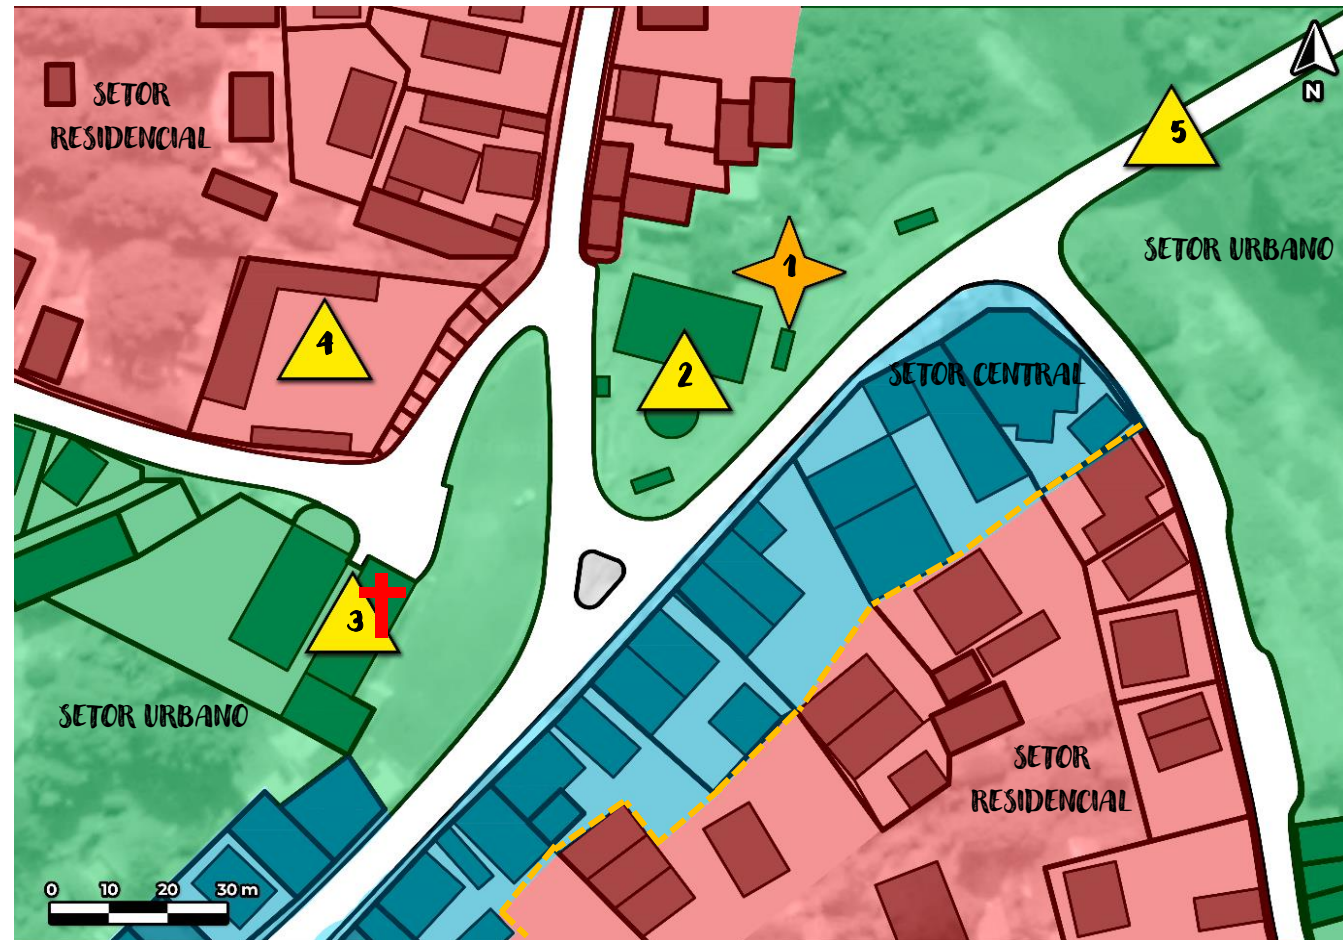 SETOR
RESIDENCIAL
N
5
SETOR URBANO
1
4
2
SETOR CENTRAL
3
SETOR URBANO
SETOR
RESIDENCIAL
0 10 20 30 m